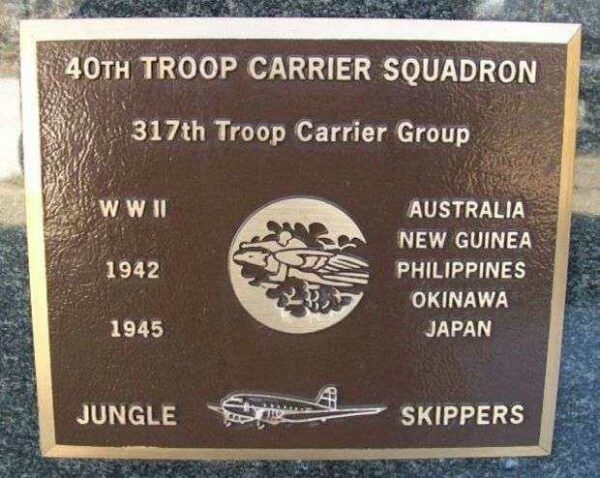 40TH TROOP CARRIER SQUADRON
317th Troop Carrier Group
W W II
1942
1945
AUSTRALIA
NEW GUINEA
PHILIPPINES
OKINAWA
JAPAN
JUNGLE SKIPPERS